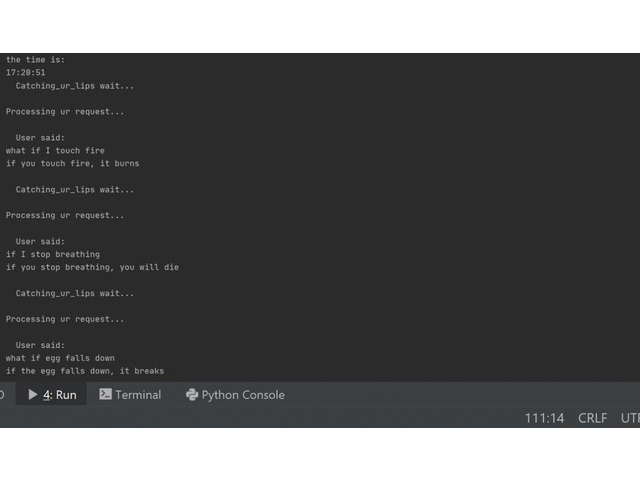 the time is:
17:20:51
Catching_ur_lips wait...
Processing ur request...
User said:
what if I touch fire
if you touch fire, it burns
Catching_ur_lips wait...
Processing ur request...
User said:
if I stop breathing
if you stop breathing, you will die
Catching_ur_lips wait...
Processing ur request...
User said:
what if egg falls down
if the egg falls down, it breaks
4: Run Terminal Python Console
111:14 CRLF